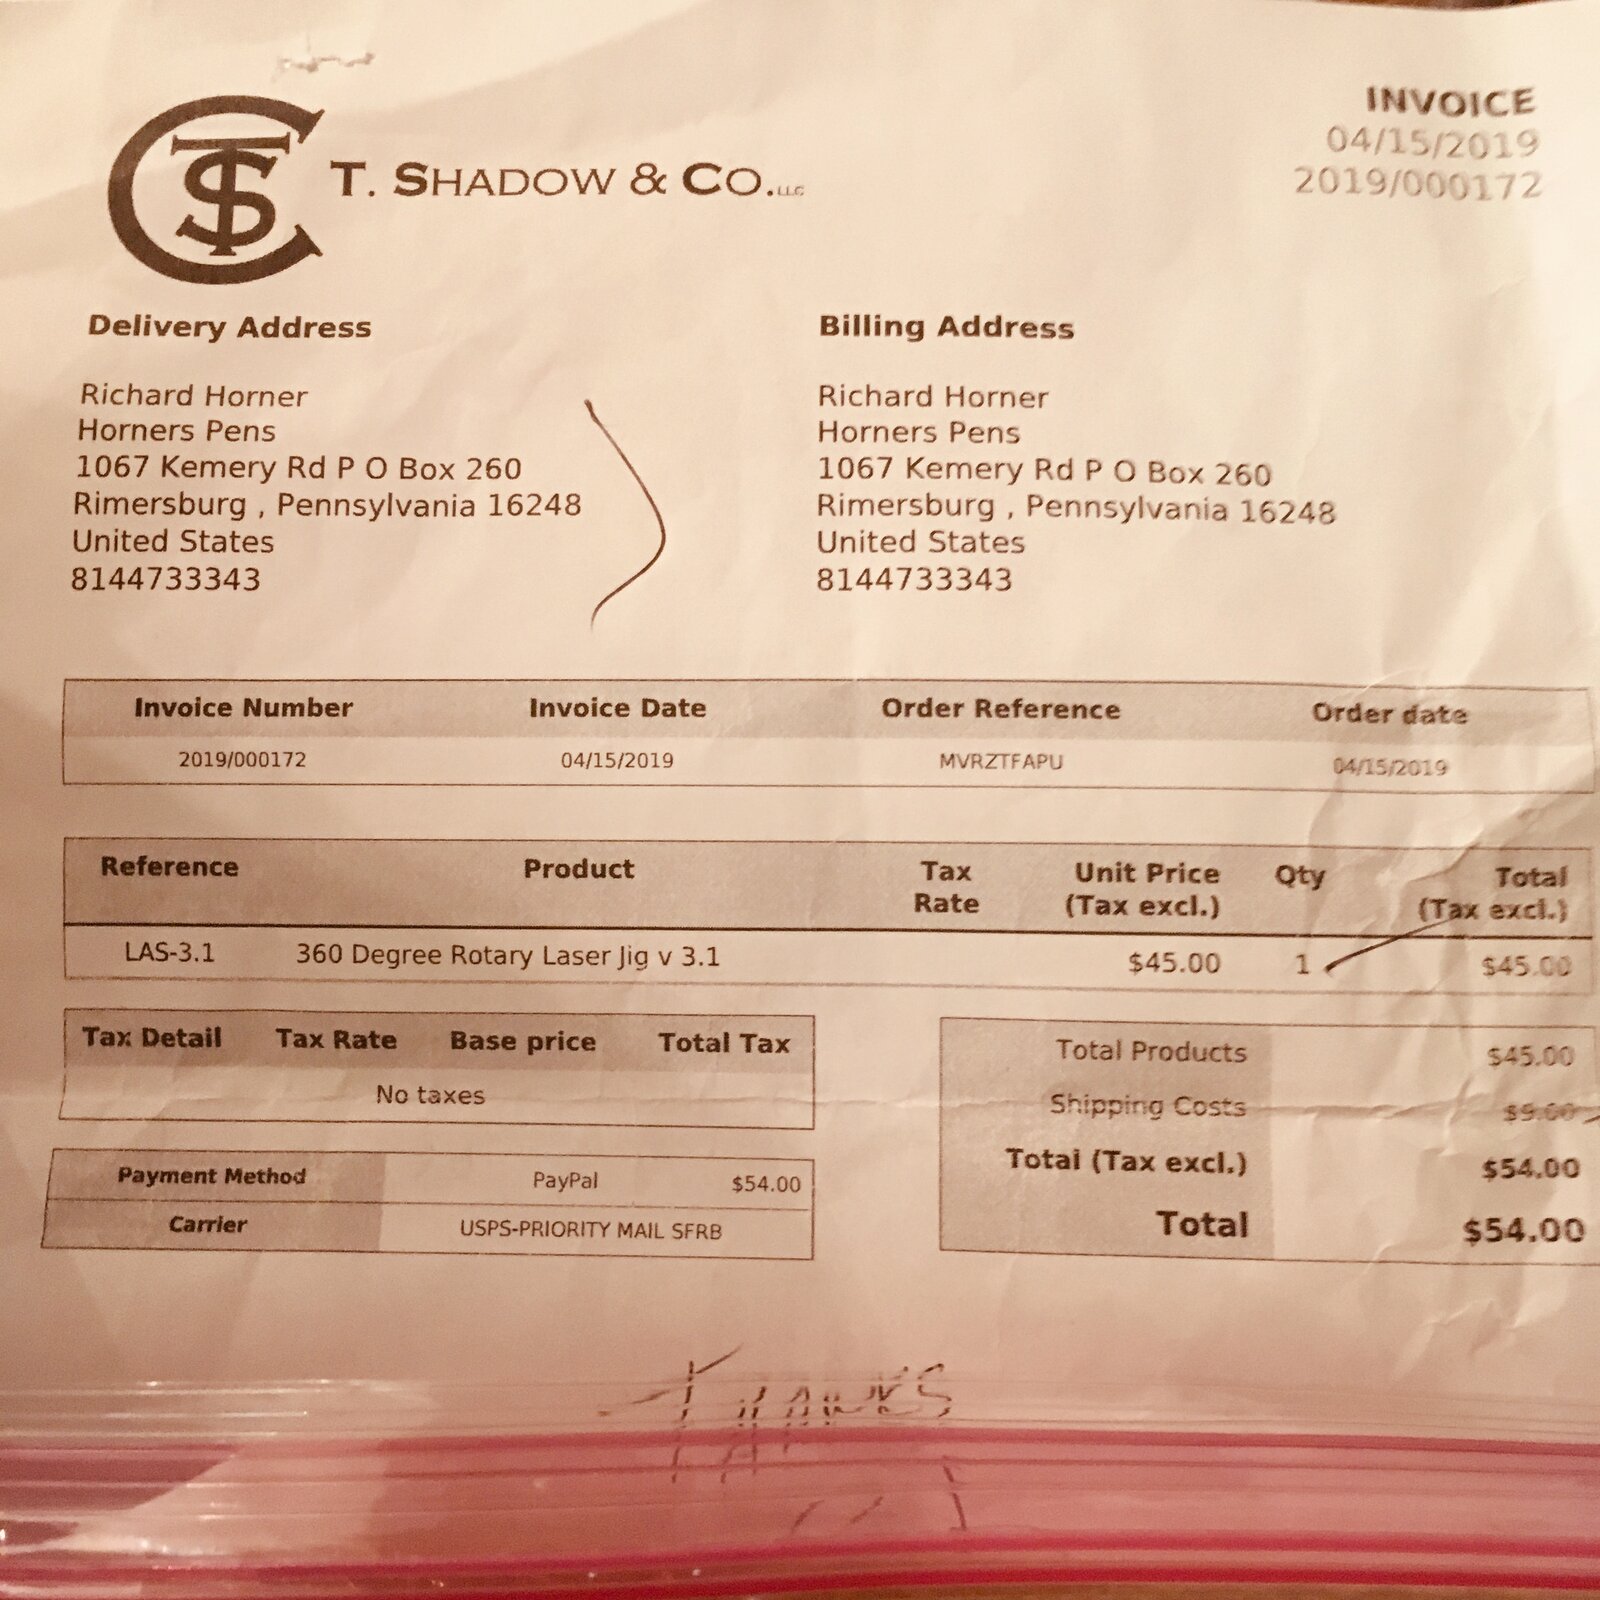 INVOICE
04/15/2019
2019/000172
CTS
T. SHADOW & CO. LLC
Delivery Address
Richard Horner
Horners Pens
1067 Kemery Rd P O Box 260
Rimersburg , Pennsylvania 16248
United States
8144733343
Billing Address
Richard Horner
Horners Pens
1067 Kemery Rd P O Box 260
Rimersburg , Pennsylvania 16248
United States
8144733343
Invoice Number Invoice Date Order Reference Order date
2019/000172 04/15/2019 MVRZTFAPU 04/15/2019
Reference Product Tax Rate Unit Price (Tax excl.) Qty Total (Tax excl.)
LAS-3.1 360 Degree Rotary Laser Jig v 3.1 $45.00 1 $45.00
Tax Detail Tax Rate Base price Total Tax
No taxes
Payment Method PayPal $54.00
Carrier USPS-PRIORITY MAIL SFRB
Total Products $45.00
Shipping Costs $9.00
Total (Tax excl.) $54.00
Total $54.00
THANKS